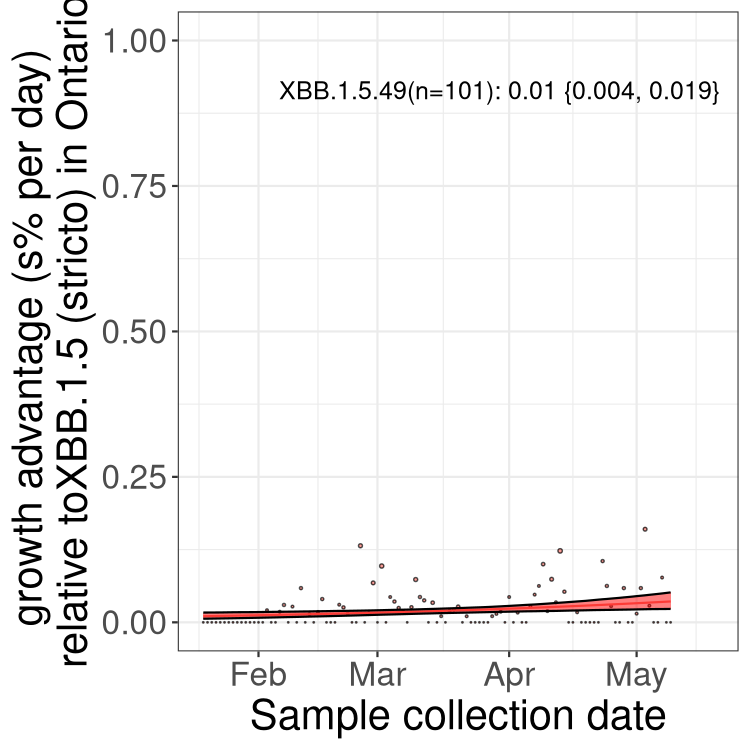 growth advantage (s% per day)
relative toXBB.1.5 (stricto) in Ontario
1.00
XBB.1.5.49(n=101): 0.01 {0.004, 0.019}
0.75
0.50
0.25
0.00
Feb Mar Apr May
Sample collection date